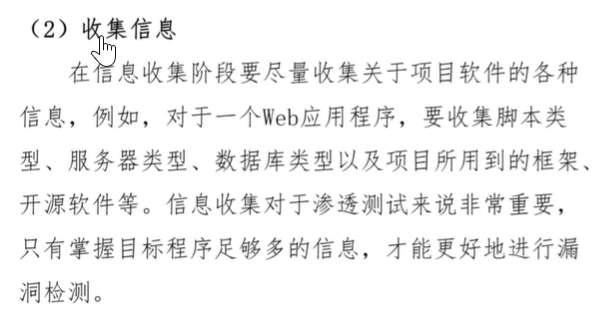 （2）收集信息
在信息收集阶段要尽量收集关于项目软件的各种
信息，例如，对于一个Web应用程序，要收集脚本类
型、服务器类型、数据库类型以及项目所用到的框架、
开源软件等。信息收集对于渗透测试来说非常重要，
只有掌握目标程序足够多的信息，才能更好地进行漏
洞检测。